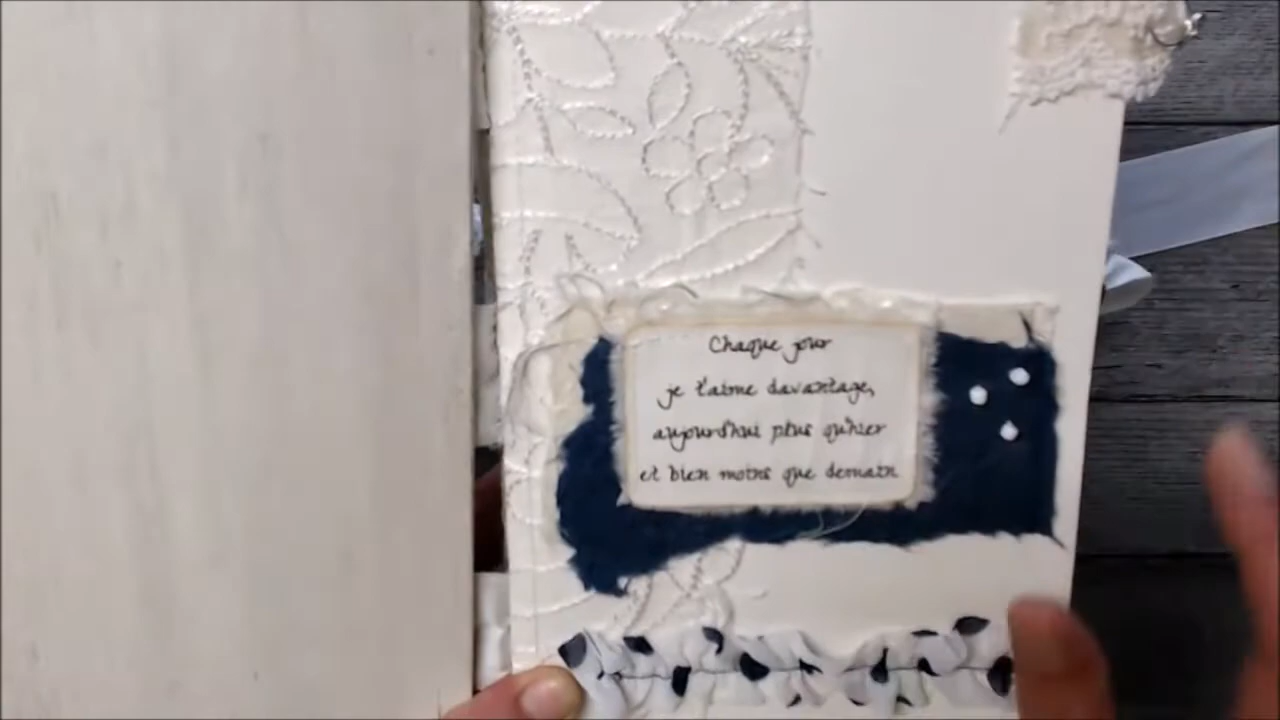 Chaque jour
je t'aime davantage,
aujourd'hui plus qu'hier
et bien moins que demain